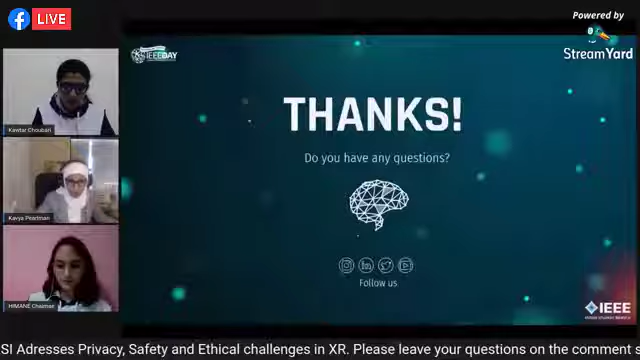 LIVE
Powered by
StreamYard
IEEEDAY
THANKS!
Do you have any questions?
Follow us
Kawtar Choubari
Kavya Pearlman
HIMANE Chaimae
IEEE
SI Adresses Privacy, Safety and Ethical challenges in XR. Please leave your questions on the comment s